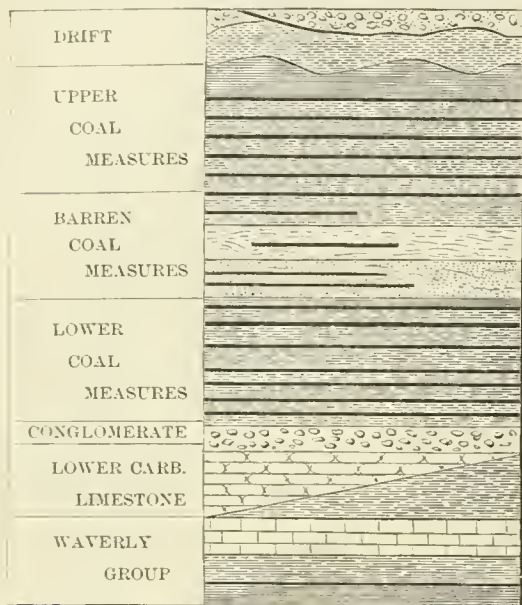 DRIFT
UPPER
COAL
MEASURES
BARREN
COAL
MEASURES
LOWER
COAL
MEASURES
CONGLOMERATE
LOWER CARB.
LIMESTONE
WAVERLY
GROUP